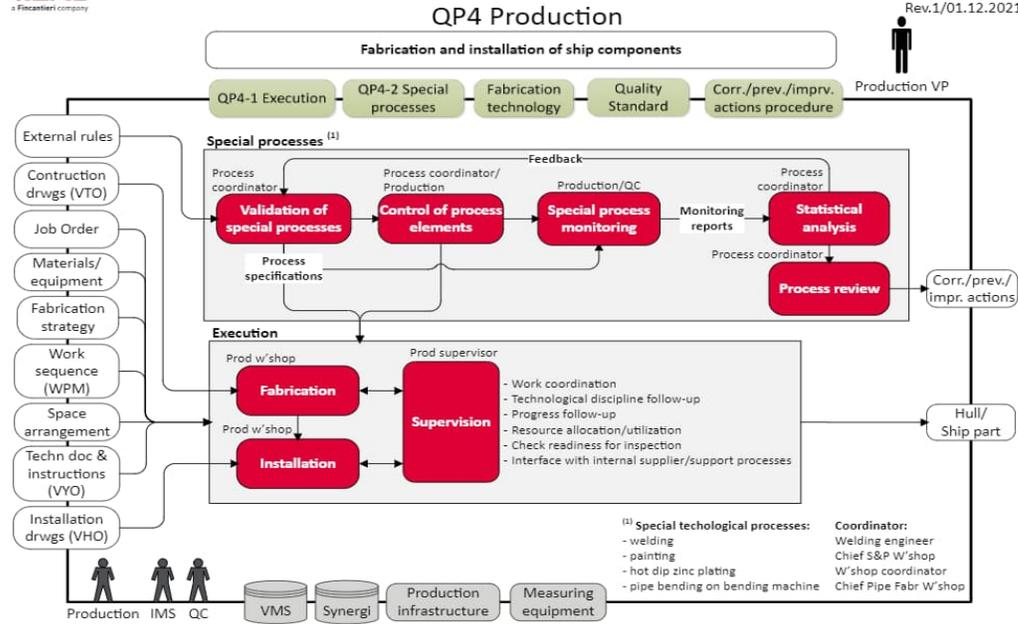 a Fincantieri company
QP4 Production
Rev.1/01.12.2021
Fabrication and installation of ship components
Production VP
QP4-1 Execution
QP4-2 Special
processes
Fabrication
technology
Quality
Standard
Corr./prev./imprv.
actions procedure
External rules
Contruction
drwgs (VTO)
Job Order
Materials/
equipment
Fabrication
strategy
Work
sequence
(WPM)
Space
arrangement
Techn doc &
instructions
(VYO)
Installation
drwgs (VHO)
Special processes (1)
Feedback
Process
coordinator
Validation of
special processes
Process coordinator/
Production
Control of process
elements
Production/QC
Special process
monitoring
Monitoring
reports
Process
coordinator
Statistical
analysis
Process
specifications
Process coordinator
Process review
Corr./prev./
impr. actions
Execution
Prod w'shop
Fabrication
Prod w'shop
Installation
Prod supervisor
Supervision
- Work coordination
- Technological discipline follow-up
- Progress follow-up
- Resource allocation/utilization
- Check readiness for inspection
- Interface with internal supplier/support processes
Hull/
Ship part
(1) Special techological processes:
- welding
- painting
- hot dip zinc plating
- pipe bending on bending machine
Coordinator:
Welding engineer
Chief S&P W'shop
W'shop coordinator
Chief Pipe Fabr W'shop
Production
IMS
QC
VMS
Synergi
Production
infrastructure
Measuring
equipment